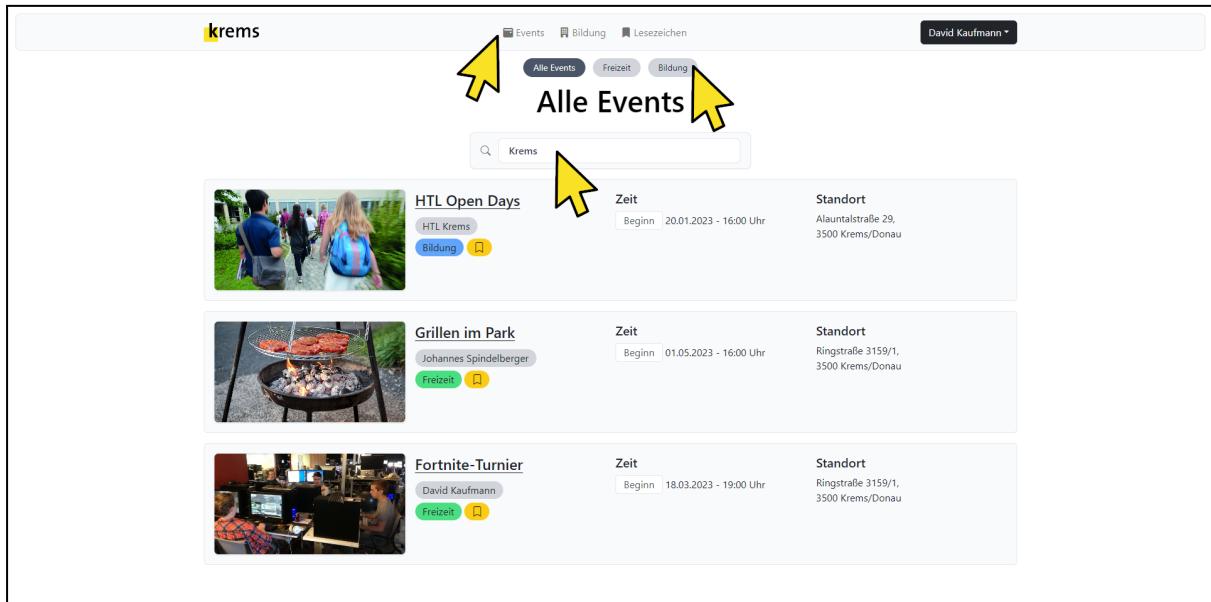 krems
Events Bildung Lesezeichen
David Kaufmann
Alle Events Freizeit Bildung
Alle Events
Krems
HTL Open Days
HTL Krems
Bildung
Zeit
Beginn 20.01.2023 - 16:00 Uhr
Standort
Alauntalstraße 29,
3500 Krems/Donau
Grillen im Park
Johannes Spindelberger
Freizeit
Zeit
Beginn 01.05.2023 - 16:00 Uhr
Standort
Ringstraße 3159/1,
3500 Krems/Donau
Fortnite-Turnier
David Kaufmann
Freizeit
Zeit
Beginn 18.03.2023 - 19:00 Uhr
Standort
Ringstraße 3159/1,
3500 Krems/Donau